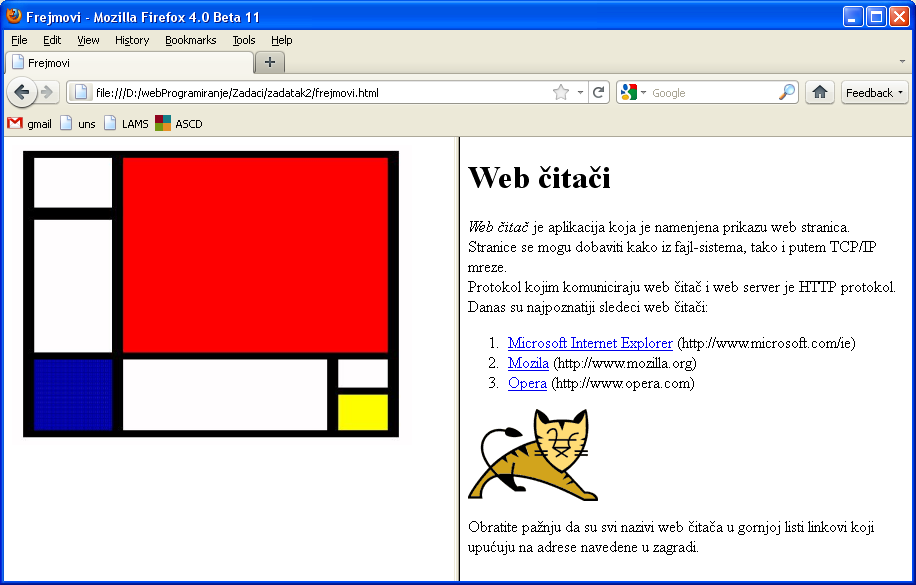 Frejmovi - Mozilla Firefox 4.0 Beta 11
File Edit View History Bookmarks Tools Help
Frejmovi
file:///D:/webProgramiranje/Zadaci/zadatak2/frejmovi.html
Google
Feedback
gmail uns LAMS ASCD
Web čitači
Web čitač je aplikacija koja je namenjena prikazu web stranica.
Stranice se mogu dobaviti kako iz fajl-sistema, tako i putem TCP/IP
mreze.
Protokol kojim komuniciraju web čitač i web server je HTTP protokol.
Danas su najpoznatiji sledeci web čitači:
1. Microsoft Internet Explorer (http://www.microsoft.com/ie)
2. Mozila (http://www.mozilla.org)
3. Opera (http://www.opera.com)
Obratite pažnju da su svi nazivi web čitača u gornjoj listi linkovi koji
upućuju na adrese navedene u zagradi.